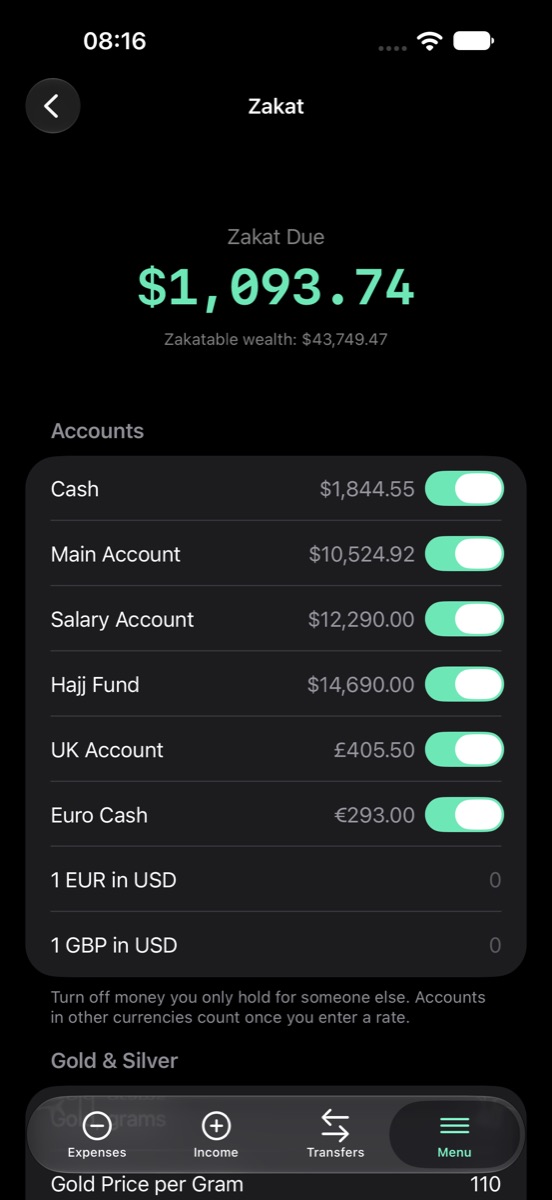 08:16
Zakat
Zakat Due
$1,093.74
Zakatable wealth: $43,749.47
Accounts
Cash $1,844.55
Main Account $10,524.92
Salary Account $12,290.00
Hajj Fund $14,690.00
UK Account £405.50
Euro Cash €293.00
1 EUR in USD 0
1 GBP in USD 0
Turn off money you only hold for someone else. Accounts
in other currencies count once you enter a rate.
Gold & Silver
Expenses Income Transfers Menu
Gold Price per Gram 110